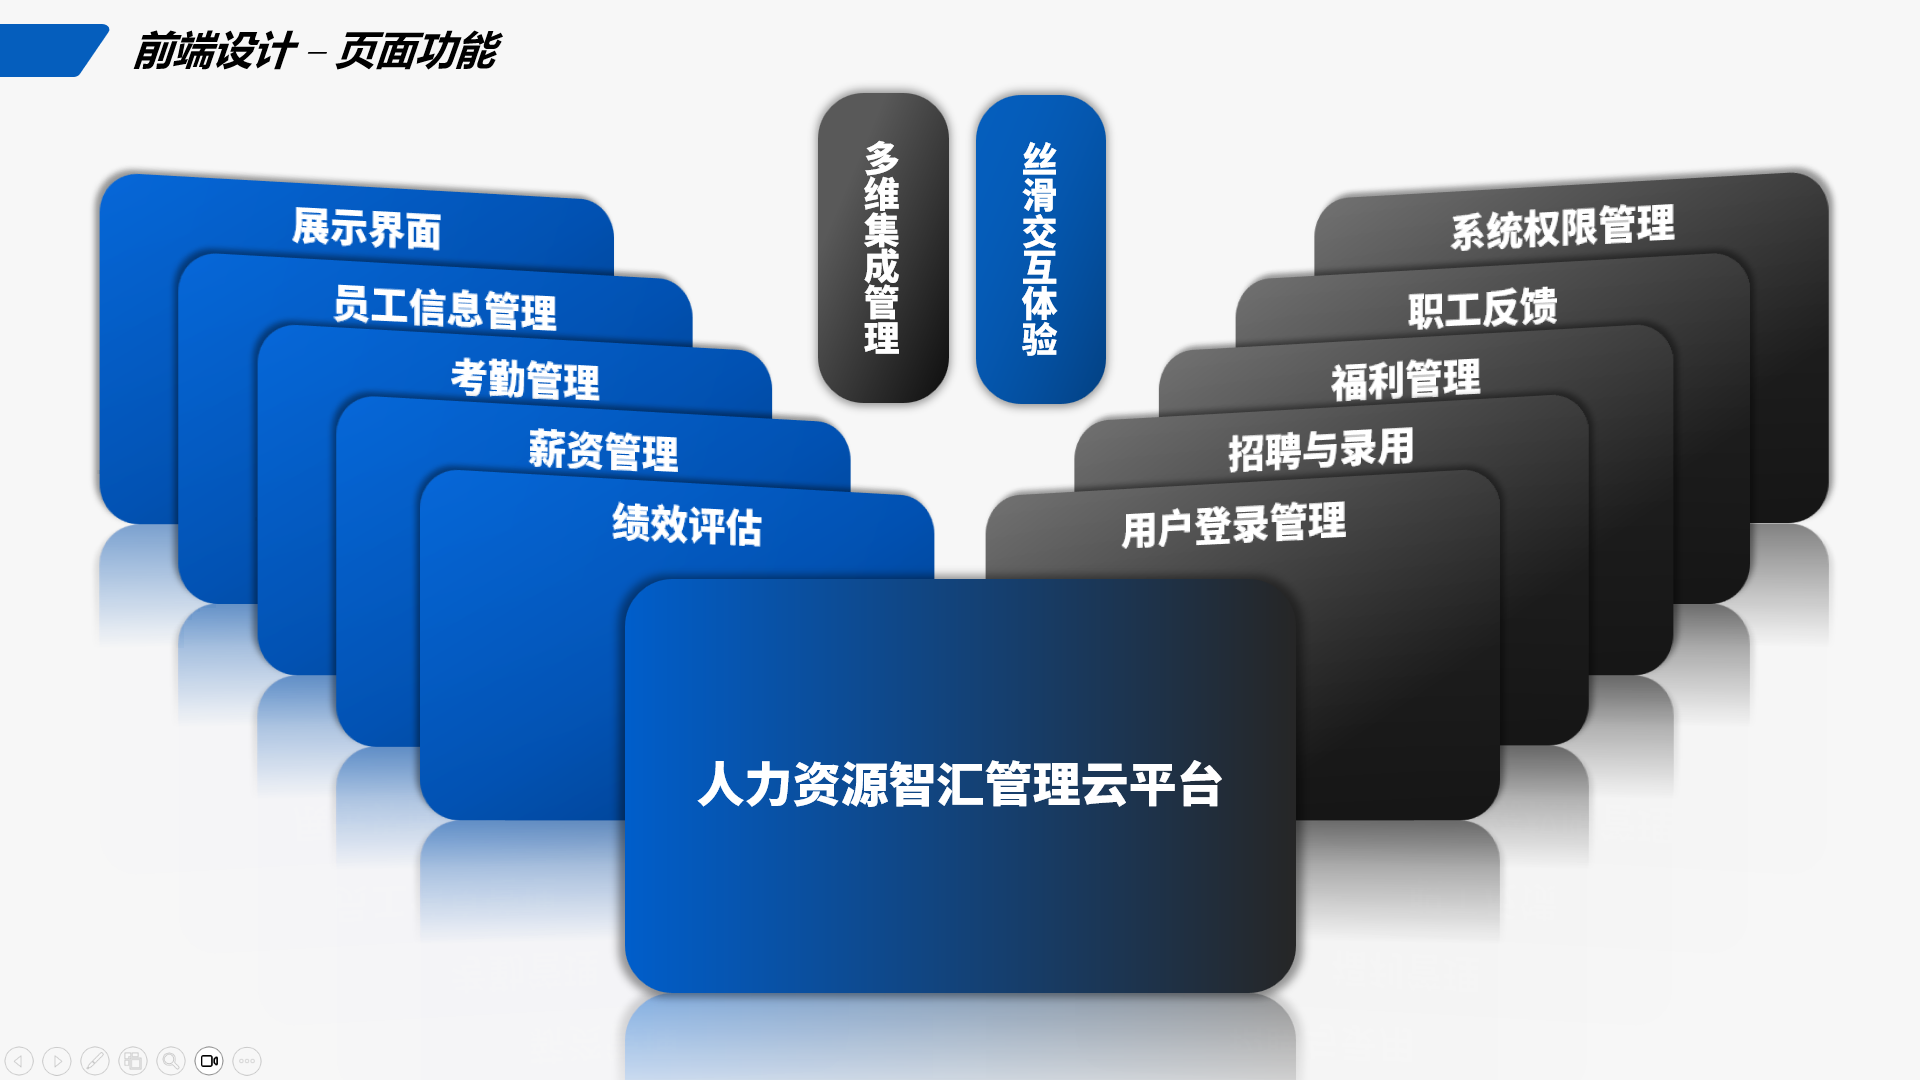 前端设计 – 页面功能
多维集成管理
丝滑交互体验
展示界面
员工信息管理
考勤管理
薪资管理
绩效评估
系统权限管理
职工反馈
福利管理
招聘与录用
用户登录管理
人力资源智汇管理云平台